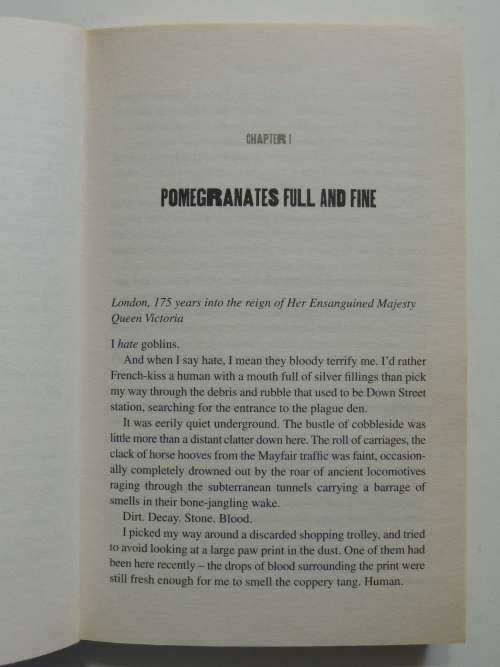 CHAPTER I
POMEGRANATES FULL AND FINE
London, 175 years into the reign of Her Ensanguined Majesty
Queen Victoria
I hate goblins.
And when I say hate, I mean they bloody terrify me. I'd rather
French-kiss a human with a mouth full of silver fillings than pick
my way through the debris and rubble that used to be Down Street
station, searching for the entrance to the plague den.
It was eerily quiet underground. The bustle of cobbleside was
little more than a distant clatter down here. The roll of carriages, the
clack of horse hooves from the Mayfair traffic was faint, occasion-
ally completely drowned out by the roar of ancient locomotives
raging through the subterranean tunnels carrying a barrage of
smells in their bone-jangling wake.
Dirt. Decay. Stone. Blood.
I picked my way around a discarded shopping trolley, and tried
to avoid looking at a large paw print in the dust. One of them had
been here recently – the drops of blood surrounding the print were
still fresh enough for me to smell the coppery tang. Human.